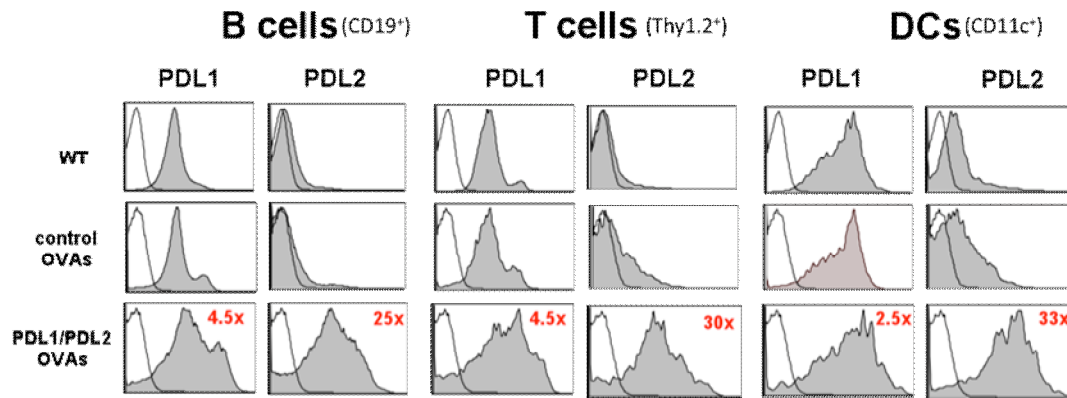 B cells (CD19⁺) T cells (Thy1.2⁺) DCs (CD11c⁺)
PDL1 PDL2 PDL1 PDL2 PDL1 PDL2
WT
control
OVAs
PDL1/PDL2
OVAs
4.5x 25x 4.5x 30x 2.5x 33x